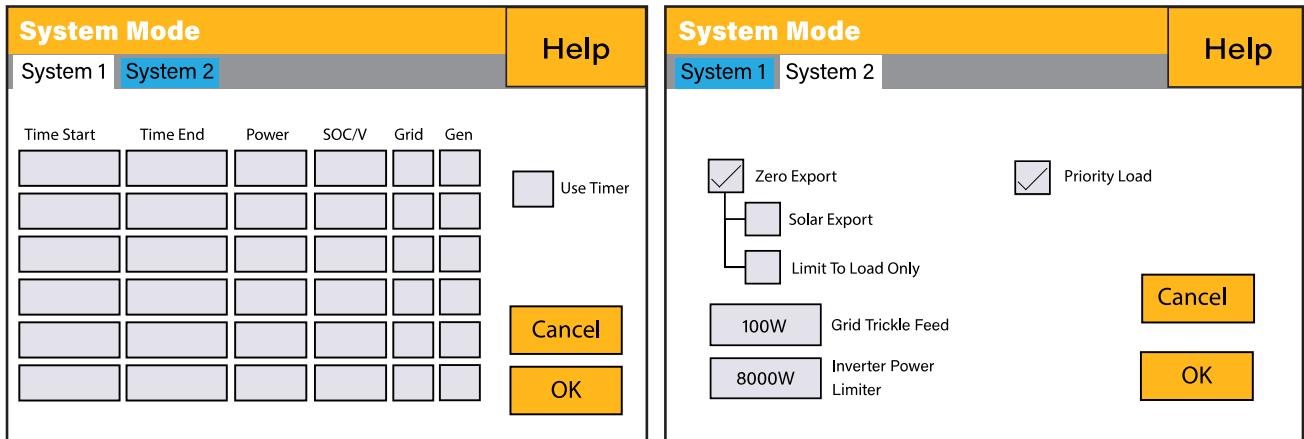 System Mode
Help
System 1 System 2
Time Start Time End Power SOC/V Grid Gen
Use Timer
Cancel
OK
System Mode
Help
System 1 System 2
Zero Export
Priority Load
Solar Export
Limit To Load Only
100W Grid Trickle Feed
8000W Inverter Power
Limiter
Cancel
OK